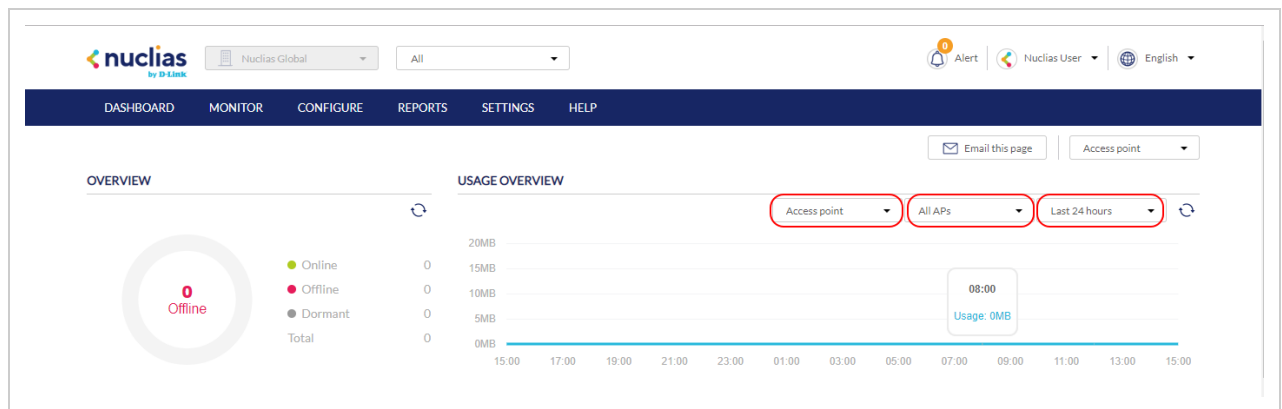 nuclias
by D-Link
Nuclias Global
All
0
Alert
Nuclias User
English
DASHBOARD MONITOR CONFIGURE REPORTS SETTINGS HELP
Email this page
Access point
OVERVIEW
USAGE OVERVIEW
Access point
All APs
Last 24 hours
0
Offline
Online 0
Offline 0
Dormant 0
Total 0
20MB
15MB
10MB
5MB
0MB
08:00
Usage: 0MB
15:00 17:00 19:00 21:00 23:00 01:00 03:00 05:00 07:00 09:00 11:00 13:00 15:00